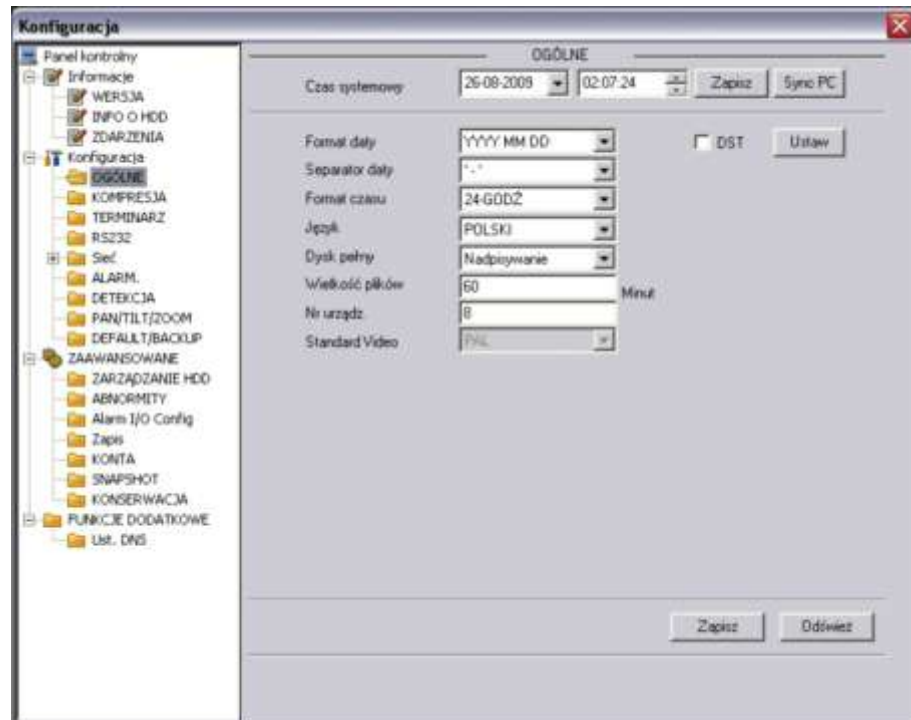 Konfiguracja
Panel kontrolny
Informacje
WERSJA
INFO O HDD
ZDARZENIA
Konfiguracja
OGÓLNE
KOMPRESJA
TERMINARZ
RS232
Sieć
ALARM.
DETEKCJA
PAN/TILT/ZOOM
DEFAULT/BACKUP
ZAAWANSOWANE
ZARZĄDZANIE HDD
ABNORMITY
Alarm I/O Config
Zapis
KONTA
SNAPSHOT
KONSERWACJA
FUNKCJE DODATKOWE
Ust. DNS
OGÓLNE
Czas systemowy 26-08-2009 02:07:24 Zapisz Sync PC
Format daty YYYY MM DD DST Ustaw
Separator daty '-'
Format czasu 24-GODŹ
Język POLSKI
Dysk pełny Nadpisywanie
Wielkość plików 60 Minut
Nr urządz. 8
Standard Video PAL
Zapisz Odśwież